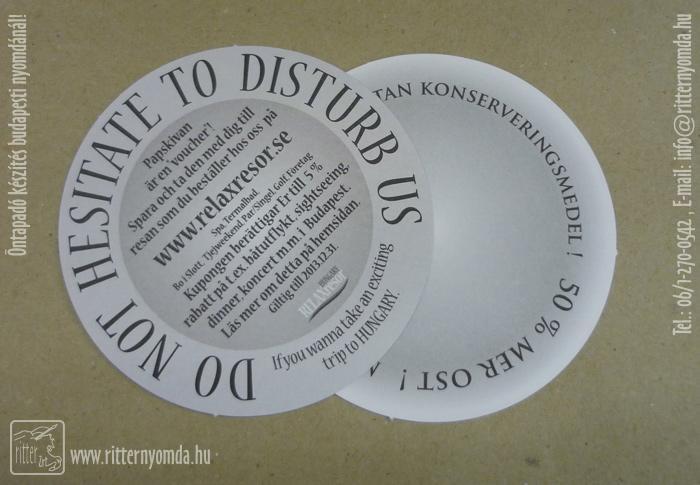 DO NOT HESITATE TO DISTURB US
Papskivan
är en 'voucher'!
Spara och ta den med dig till
resan som du beställer hos oss på
www.relaxresor.se
Spa. Termalbad.
Bo i Slott. Tjejweekend.Par/Singel.Golf.Företag
Kupongen berättigar Er till 5 %
rabatt på t.ex. båtutflykt, sightseeing,
dinner, koncert m.m. i Budapest.
Läs mer om detta på hemsidan.
Giltig till 2013.12.31.
HUNGARY
RELAXRESOR
If you wanna take an exciting
trip to HUNGARY.
TAN KONSERVERINGSMEDEL ! 50 % MER OST !
Öntapadó készítés budapesti nyomdánál!
Tel.: 06/1-270-0542 E-mail: info@ritternyomda.hu
ritter
www.ritternyomda.hu